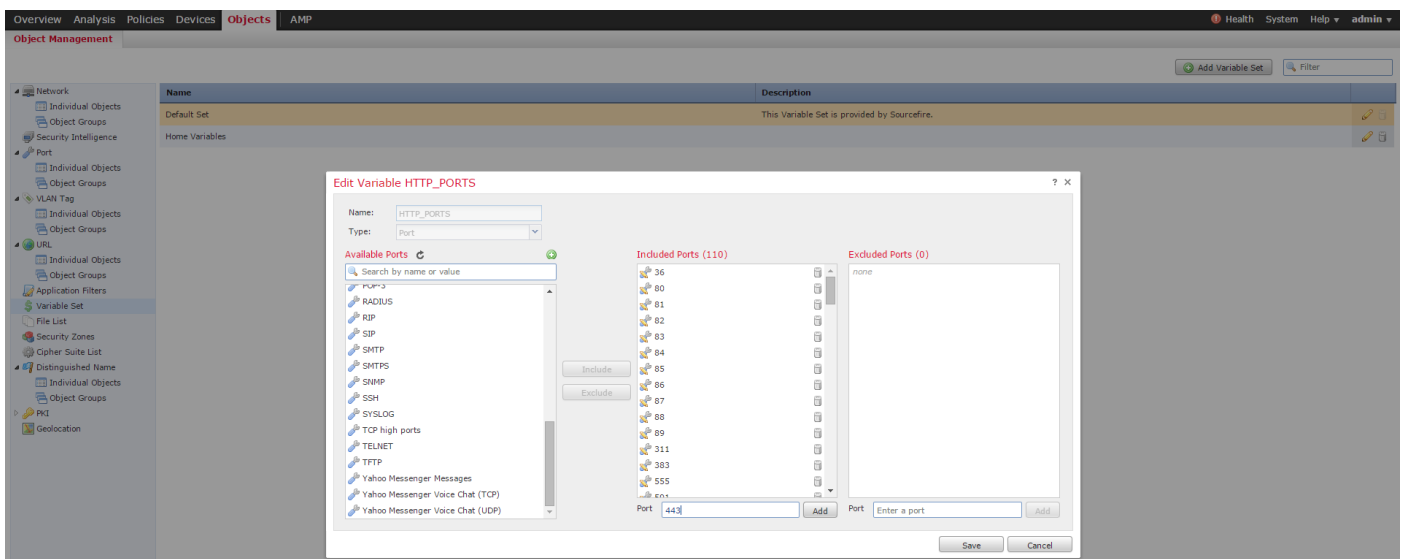 Overview Analysis Policies Devices Objects AMP Health System Help admin
Object Management
Add Variable Set Filter
Network
Individual Objects
Object Groups
Security Intelligence
Port
Individual Objects
Object Groups
VLAN Tag
Individual Objects
Object Groups
URL
Individual Objects
Object Groups
Application Filters
Variable Set
File List
Security Zones
Cipher Suite List
Distinguished Name
Individual Objects
Object Groups
PKI
Geolocation
Name Description
Default Set This Variable Set is provided by Sourcefire.
Home Variables
Edit Variable HTTP_PORTS ? X
Name: HTTP_PORTS
Type: Port
Available Ports
Search by name or value
POP-3
RADIUS
RIP
SIP
SMTP
SMTPS
SNMP
SSH
SYSLOG
TCP high ports
TELNET
TFTP
Yahoo Messenger Messages
Yahoo Messenger Voice Chat (TCP)
Yahoo Messenger Voice Chat (UDP)
Include
Exclude
Included Ports (110)
36
80
81
82
83
84
85
86
87
88
89
311
383
555
591
Port 443 Add
Excluded Ports (0)
none
Port Enter a port Add
Save Cancel